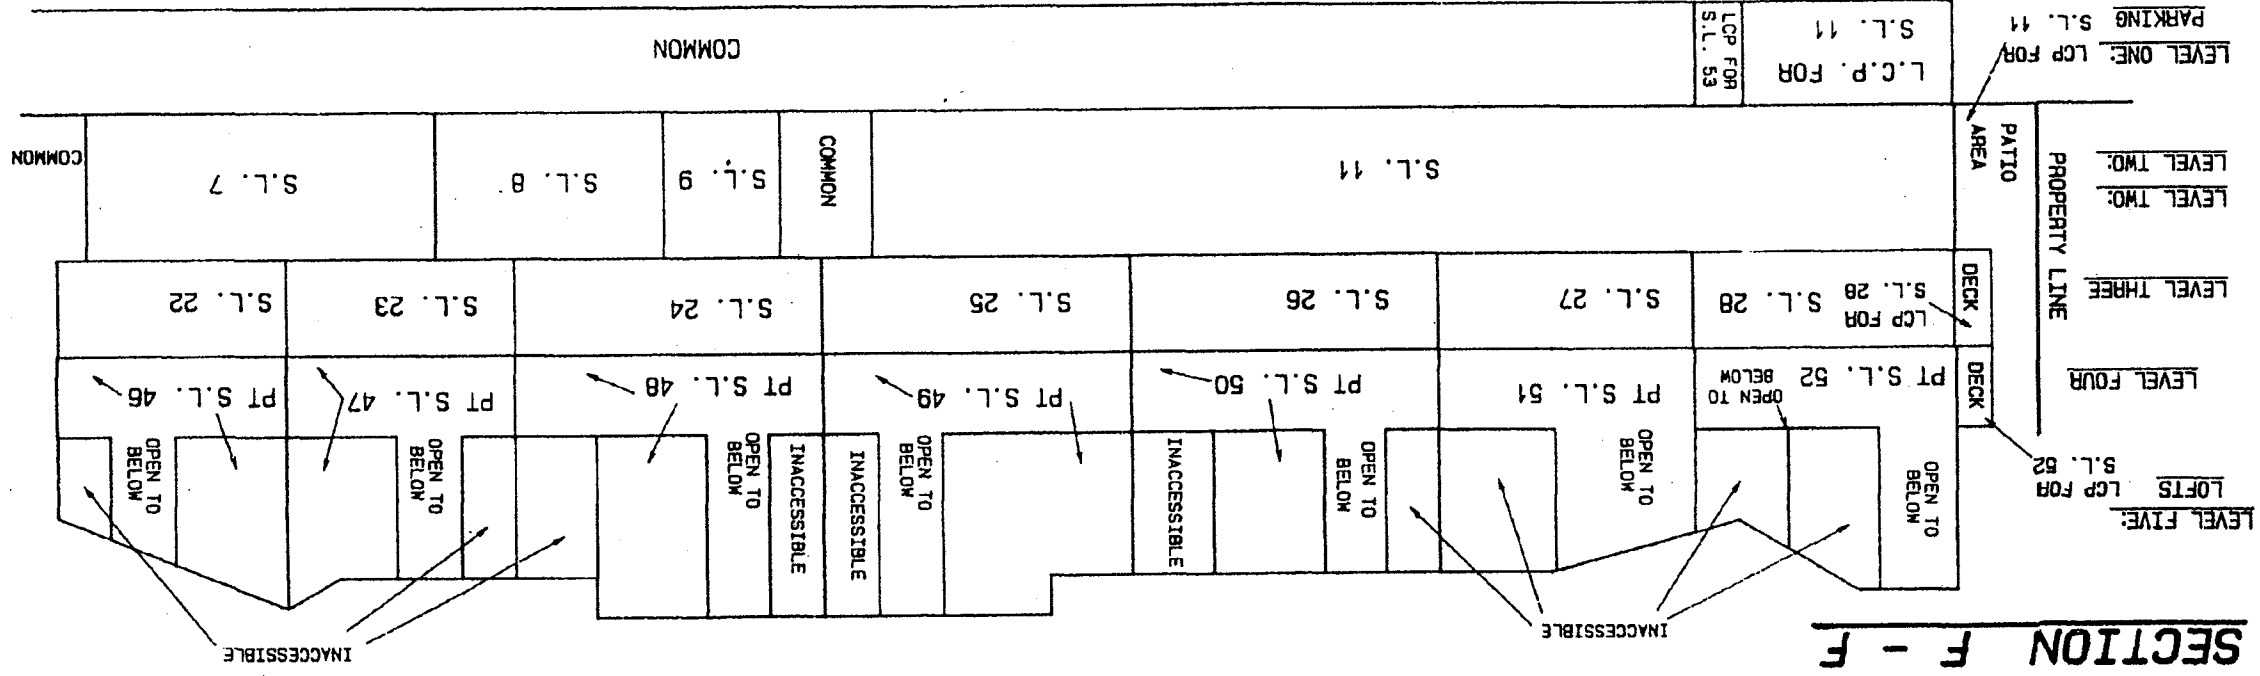 SECTION F - F
INACCESSIBLE
INACCESSIBLE
LEVEL FIVE:
LOFTS
LCP FOR
S.L. 52
OPEN TO
BELOW
OPEN TO
BELOW
OPEN TO
BELOW
OPEN TO
BELOW
INACCESSIBLE
OPEN TO
BELOW
INACCESSIBLE
INACCESSIBLE
OPEN TO
BELOW
OPEN TO
BELOW
OPEN TO
BELOW
LEVEL FOUR
DECK
PT S.L. 52
PT S.L. 51
PT S.L. 50
PT S.L. 49
PT S.L. 48
PT S.L. 47
PT S.L. 46
LEVEL THREE
PROPERTY LINE
DECK
LCP FOR
S.L. 28
S.L. 28
S.L. 27
S.L. 26
S.L. 25
S.L. 24
S.L. 23
S.L. 22
LEVEL TWO:
LEVEL TWO:
PATIO
AREA
S.L. 11
COMMON
S.L. 9
S.L. 8
S.L. 7
COMMON
LEVEL ONE:
PARKING
LCP FOR
S.L. 11
L.C.P. FOR
S.L. 11
LCP FOR
S.L. 53
COMMON